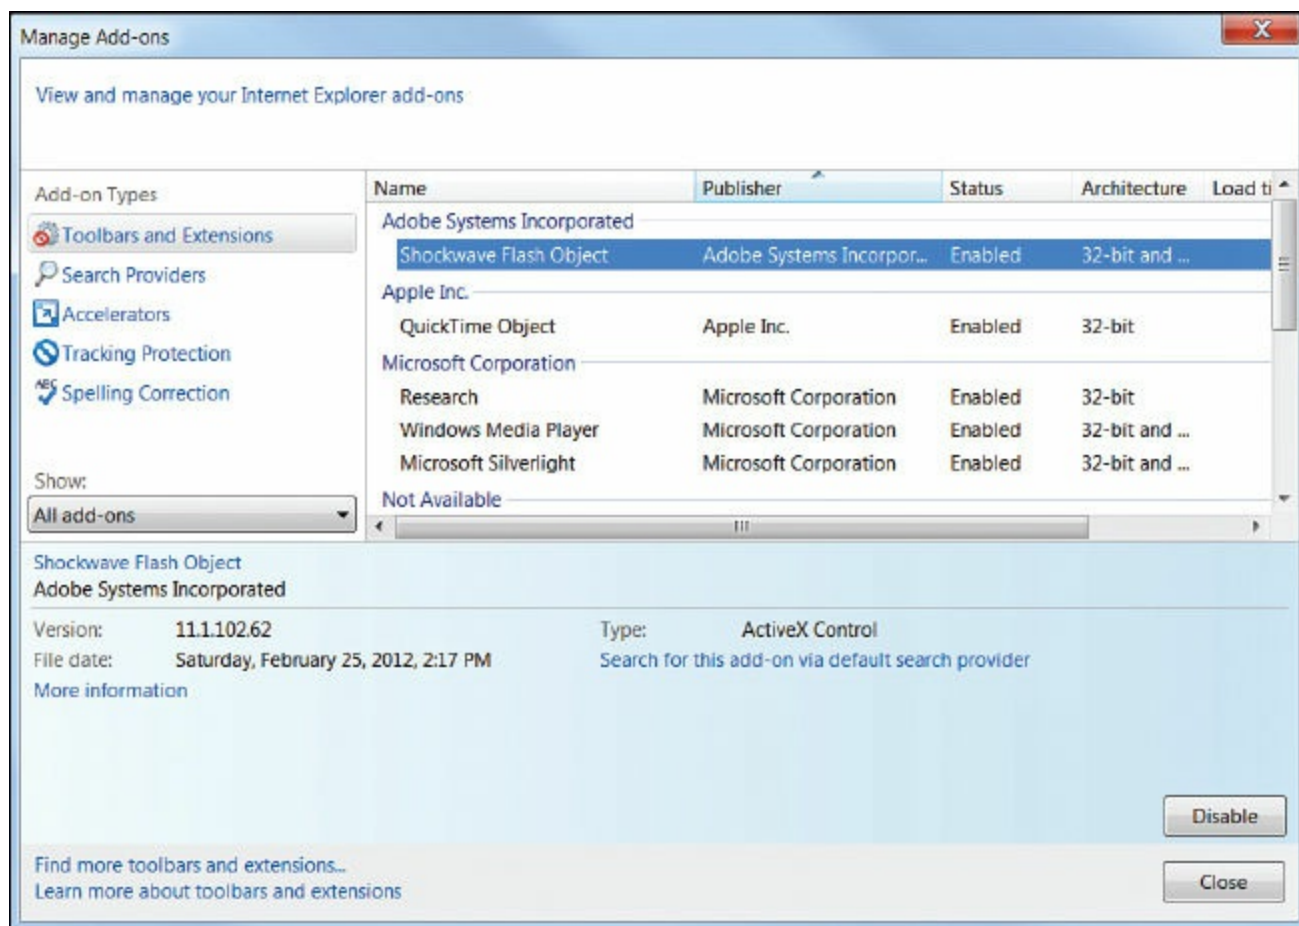 Manage Add-ons
View and manage your Internet Explorer add-ons
Add-on Types
Toolbars and Extensions
Search Providers
Accelerators
Tracking Protection
ABC Spelling Correction
Show:
All add-ons
Name Publisher Status Architecture Load ti
Adobe Systems Incorporated
Shockwave Flash Object Adobe Systems Incorpor... Enabled 32-bit and ...
Apple Inc.
QuickTime Object Apple Inc. Enabled 32-bit
Microsoft Corporation
Research Microsoft Corporation Enabled 32-bit
Windows Media Player Microsoft Corporation Enabled 32-bit and ...
Microsoft Silverlight Microsoft Corporation Enabled 32-bit and ...
Not Available
Shockwave Flash Object
Adobe Systems Incorporated
Version: 11.1.102.62 Type: ActiveX Control
File date: Saturday, February 25, 2012, 2:17 PM Search for this add-on via default search provider
More information
Disable
Find more toolbars and extensions...
Learn more about toolbars and extensions
Close